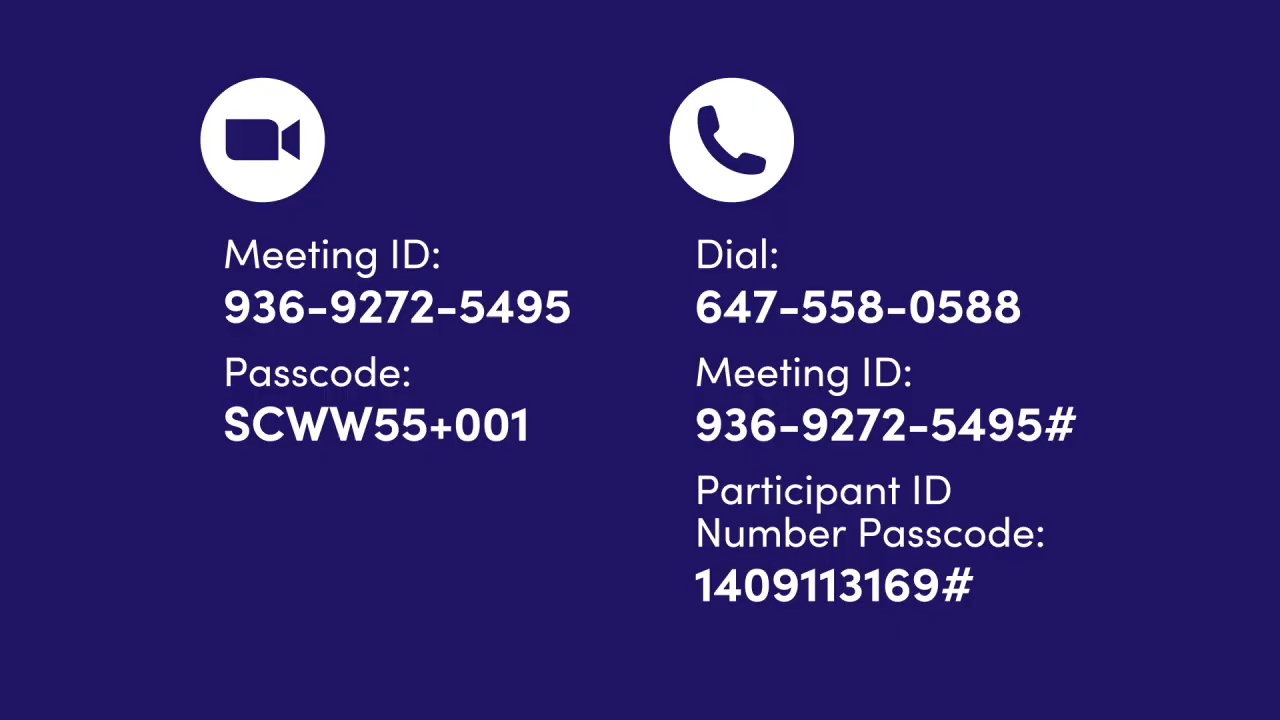 Meeting ID:
936-9272-5495
Passcode:
SCWW55+001
Dial:
647-558-0588
Meeting ID:
936-9272-5495#
Participant ID
Number Passcode:
1409113169#